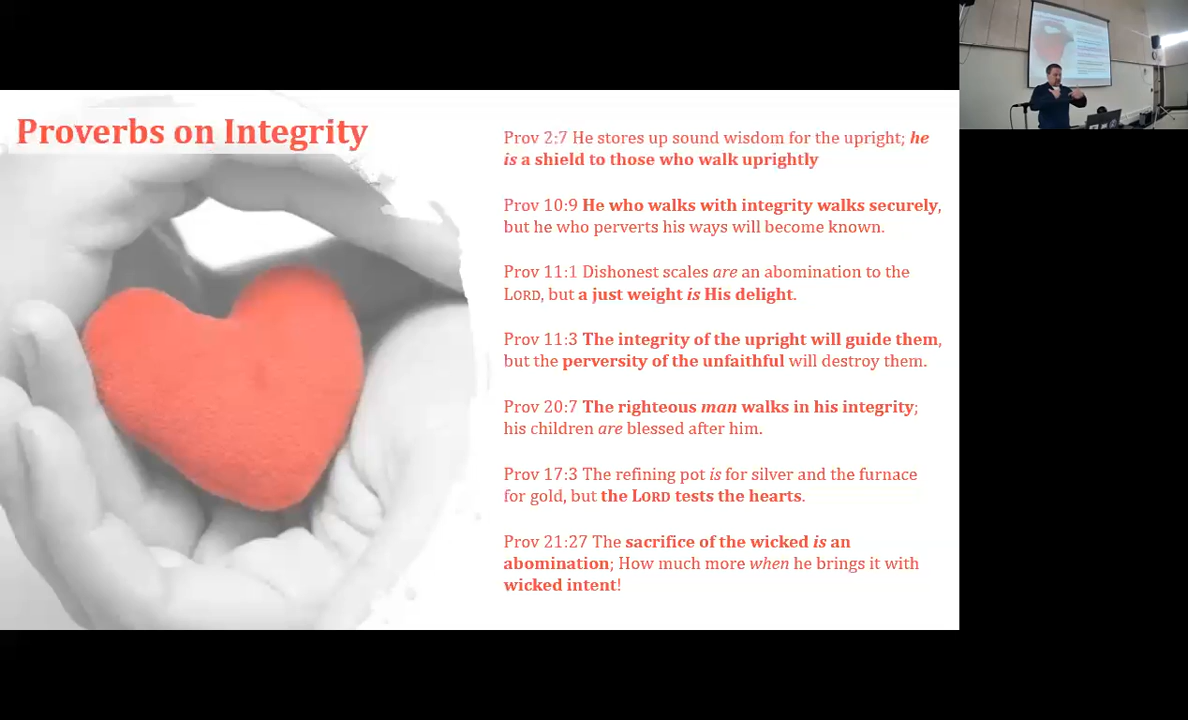 Proverbs on Integrity
Prov 2:7 He stores up sound wisdom for the upright; he
is a shield to those who walk uprightly
Prov 10:9 He who walks with integrity walks securely,
but he who perverts his ways will become known.
Prov 11:1 Dishonest scales are an abomination to the
LORD, but a just weight is His delight.
Prov 11:3 The integrity of the upright will guide them,
but the perversity of the unfaithful will destroy them.
Prov 20:7 The righteous man walks in his integrity;
his children are blessed after him.
Prov 17:3 The refining pot is for silver and the furnace
for gold, but the LORD tests the hearts.
Prov 21:27 The sacrifice of the wicked is an
abomination; How much more when he brings it with
wicked intent!